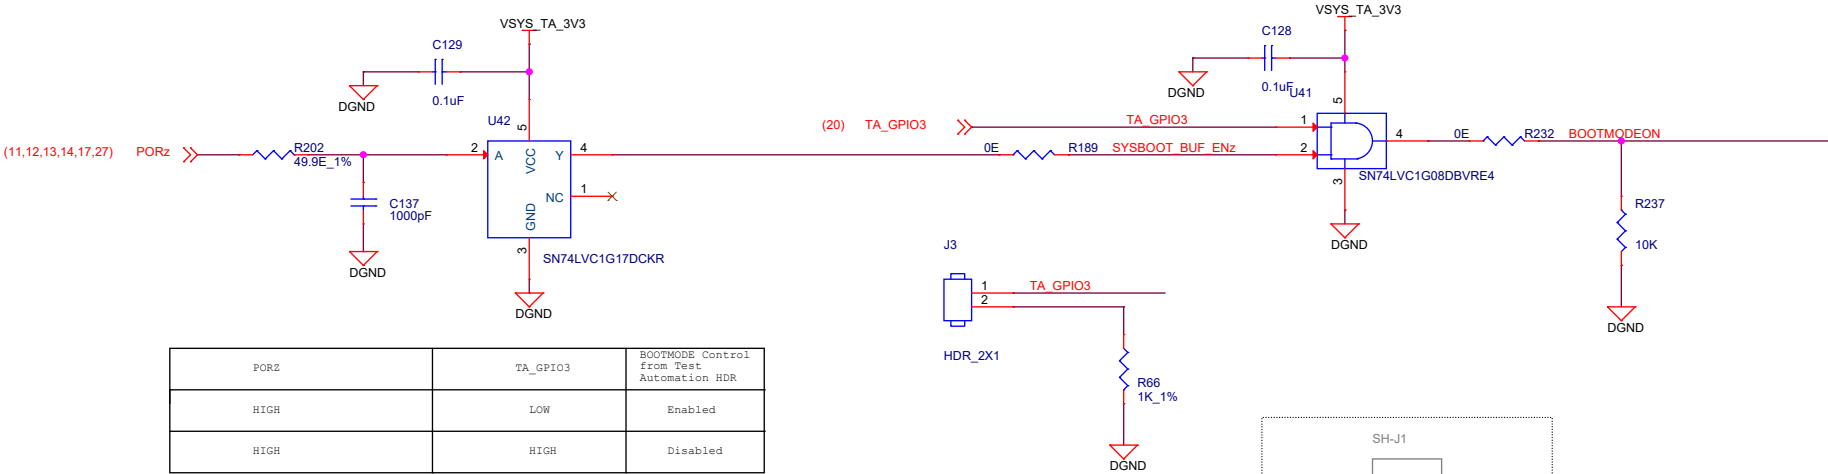 VSYS_TA_3V3
C129
0.1uF
DGND
U42
5
(11,12,13,14,17,27) PORz
R202
49.9E_1%
2
A
VCC
Y
4
NC
1
GND
3
C137
1000pF
DGND
SN74LVC1G17DCKR
DGND
VSYS_TA_3V3
C128
0.1uF
DGND
U41
5
(20) TA_GPIO3
TA_GPIO3
1
0E
R189
SYSBOOT_BUF_ENz
2
4
3
SN74LVC1G08DBVRE4
DGND
0E
R232
BOOTMODEON
R237
10K
DGND
J3
1
TA_GPIO3
2
HDR_2X1
R66
1K_1%
DGND
PORZ TA_GPIO3 BOOTMODE Control
from Test
Automation HDR
HIGH LOW Enabled
HIGH HIGH Disabled
SH-J1